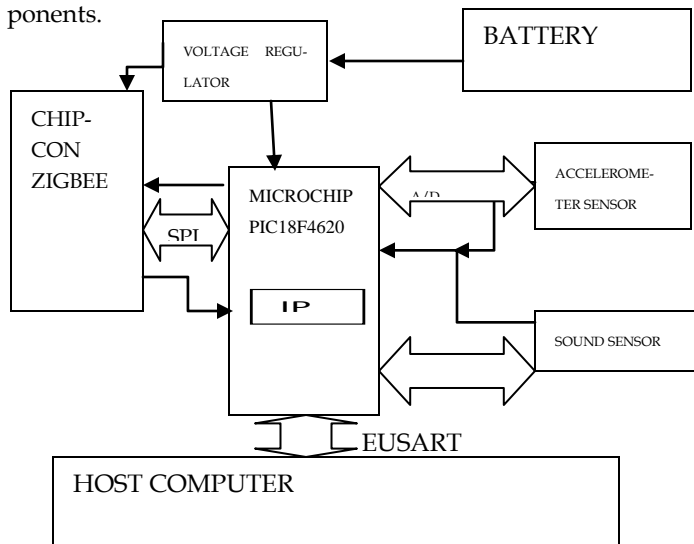 ponents.
VOLTAGE REGU-
LATOR
BATTERY
CHIP-
CON
ZIGBEE
MICROCHIP
PIC18F4620
ACCELEROME-
TER SENSOR
A/D
SPI
IP
SOUND SENSOR
EUSART
HOST COMPUTER